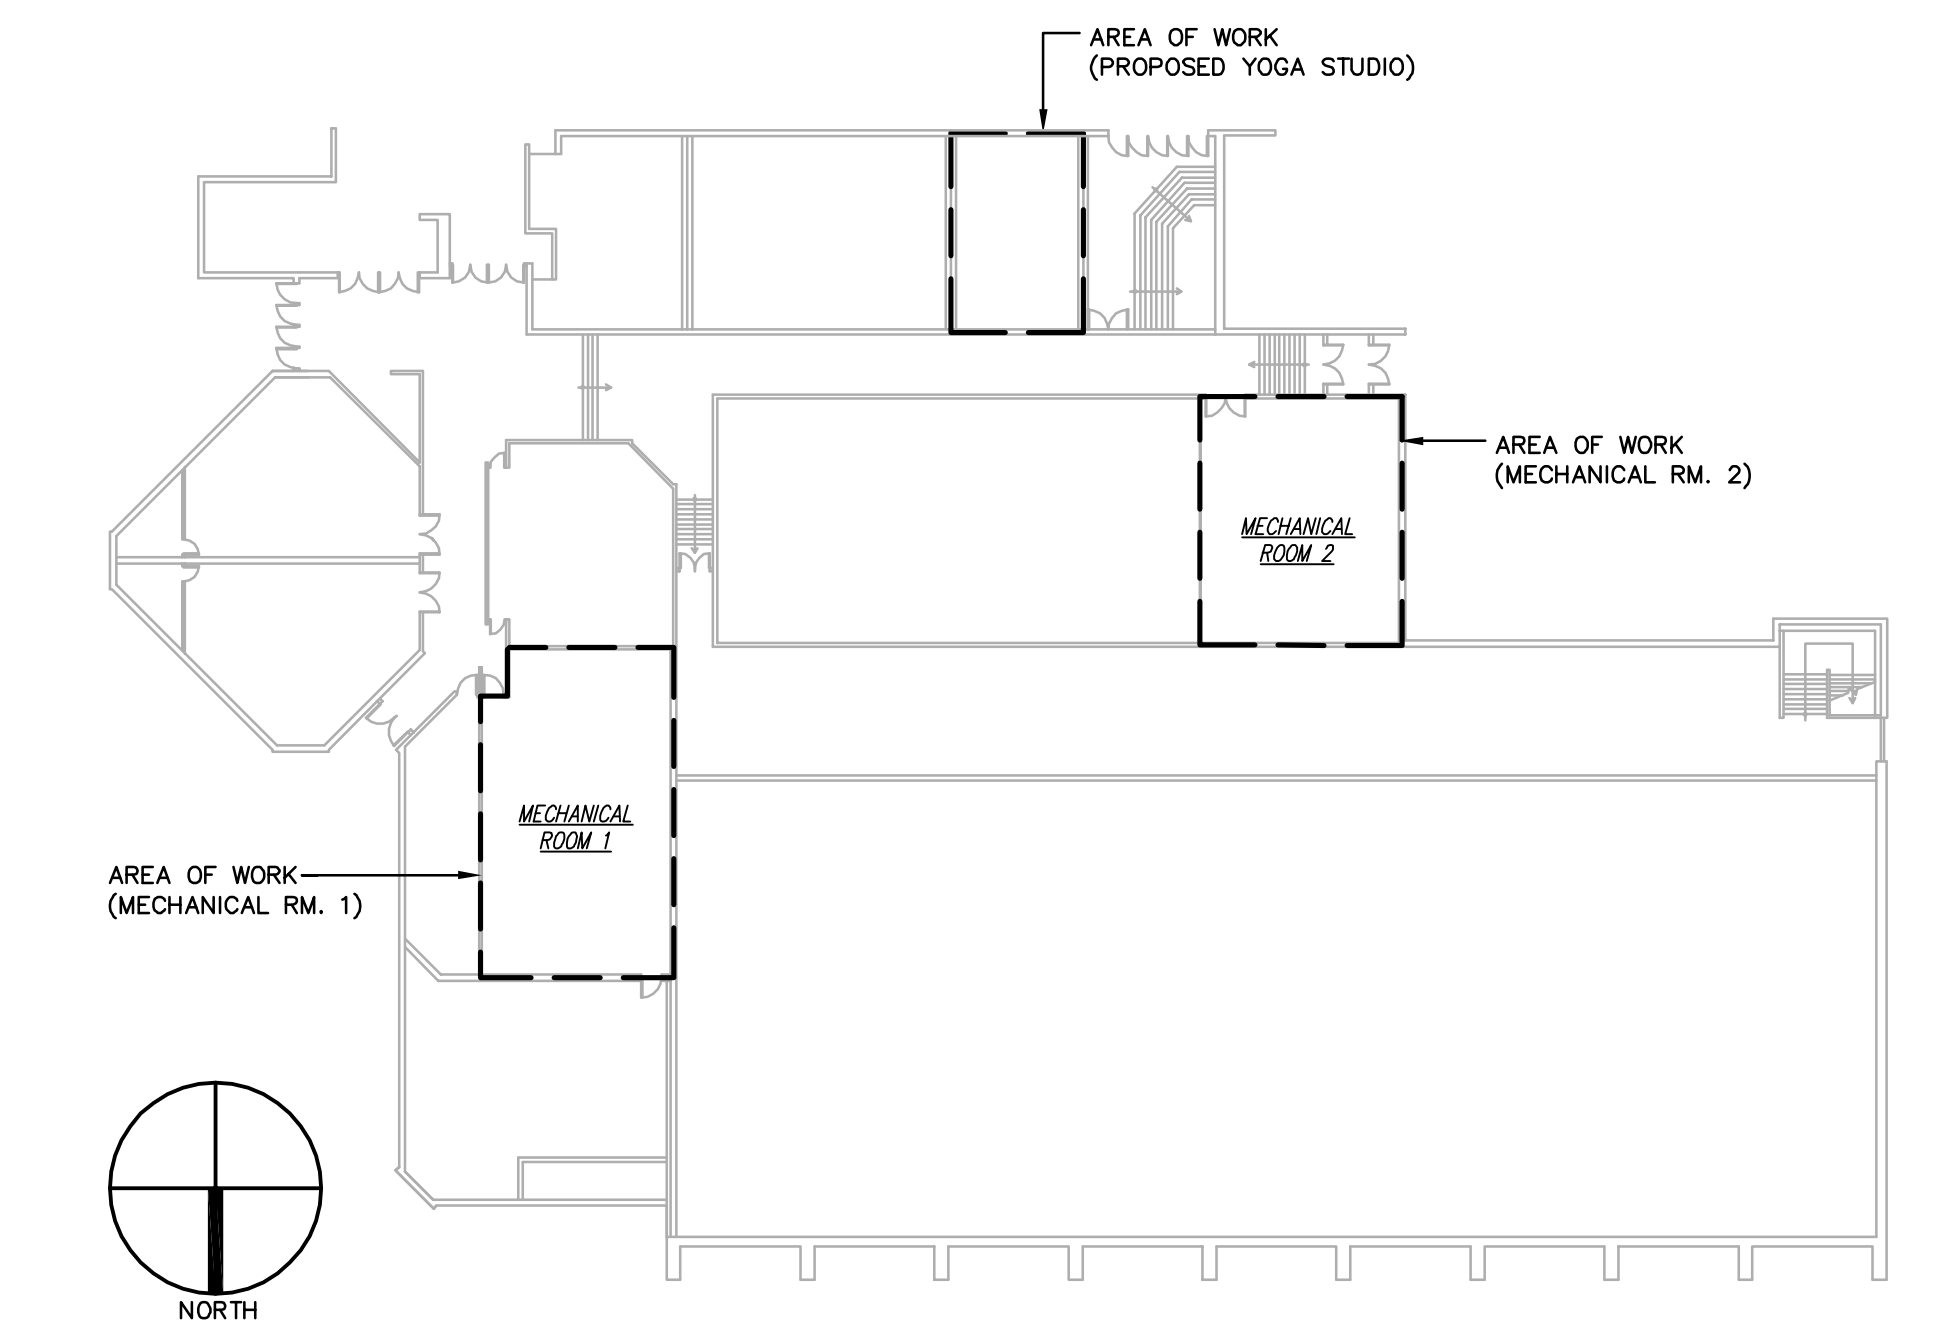 AREA OF WORK
(PROPOSED YOGA STUDIO)
AREA OF WORK
(MECHANICAL RM. 2)
MECHANICAL
ROOM 2
MECHANICAL
ROOM 1
AREA OF WORK
(MECHANICAL RM. 1)
NORTH